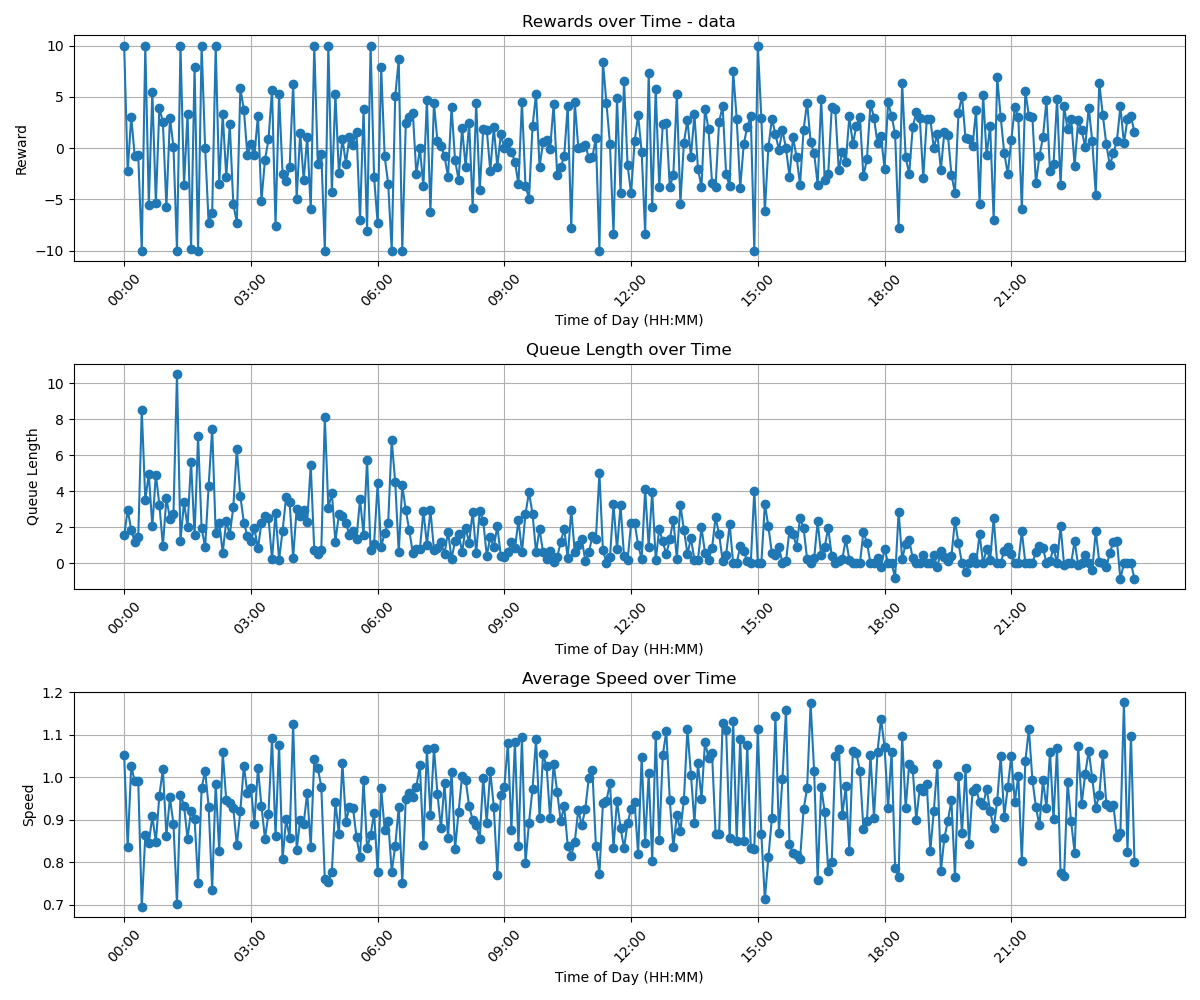 Rewards over Time - data
10
5
0
−5
−10
Reward
00:00 03:00 06:00 09:00 12:00 15:00 18:00 21:00
Time of Day (HH:MM)
Queue Length over Time
10
8
6
4
2
0
Queue Length
00:00 03:00 06:00 09:00 12:00 15:00 18:00 21:00
Time of Day (HH:MM)
Average Speed over Time
1.2
1.1
1.0
0.9
0.8
0.7
Speed
00:00 03:00 06:00 09:00 12:00 15:00 18:00 21:00
Time of Day (HH:MM)